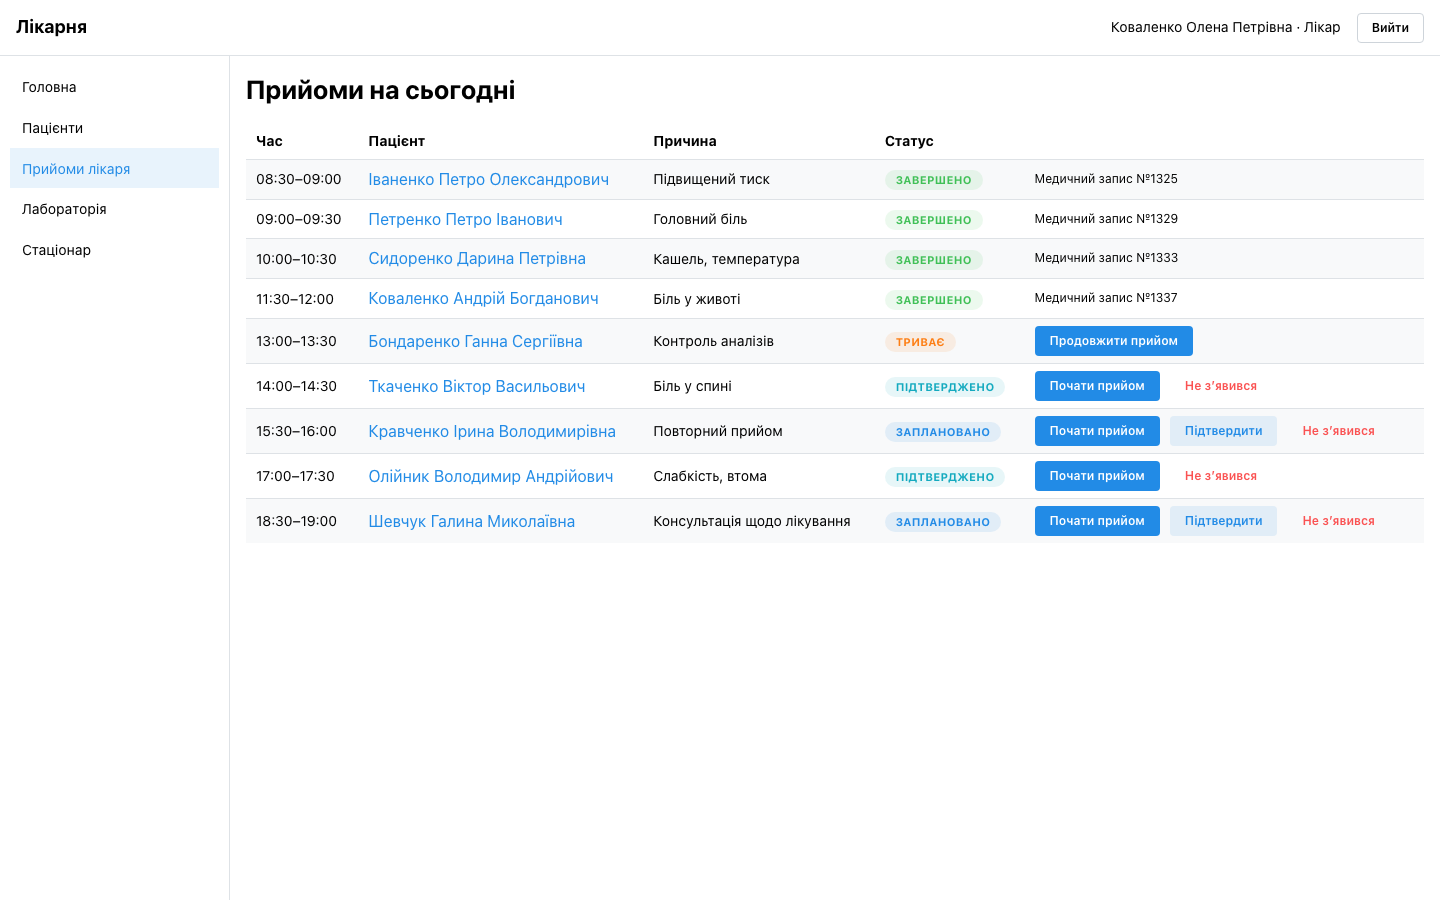 Лікарня
Коваленко Олена Петрівна · Лікар Вийти
Головна
Пацієнти
Прийоми лікаря
Лабораторія
Стаціонар
Прийоми на сьогодні
Час Пацієнт Причина Статус
08:30–09:00 Іваненко Петро Олександрович Підвищений тиск ЗАВЕРШЕНО Медичний запис №1325
09:00–09:30 Петренко Петро Іванович Головний біль ЗАВЕРШЕНО Медичний запис №1329
10:00–10:30 Сидоренко Дарина Петрівна Кашель, температура ЗАВЕРШЕНО Медичний запис №1333
11:30–12:00 Коваленко Андрій Богданович Біль у животі ЗАВЕРШЕНО Медичний запис №1337
13:00–13:30 Бондаренко Ганна Сергіївна Контроль аналізів ТРИВАЄ Продовжити прийом
14:00–14:30 Ткаченко Віктор Васильович Біль у спині ПІДТВЕРДЖЕНО Почати прийом Не з’явився
15:30–16:00 Кравченко Ірина Володимирівна Повторний прийом ЗАПЛАНОВАНО Почати прийом Підтвердити Не з’явився
17:00–17:30 Олійник Володимир Андрійович Слабкість, втома ПІДТВЕРДЖЕНО Почати прийом Не з’явився
18:30–19:00 Шевчук Галина Миколаївна Консультація щодо лікування ЗАПЛАНОВАНО Почати прийом Підтвердити Не з’явився